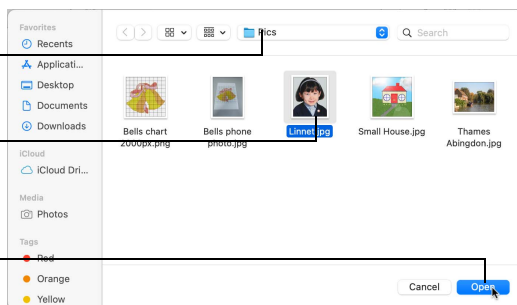 Favorites
Recents
Applicati...
Desktop
Documents
Downloads
iCloud
iCloud Dri...
Media
Photos
Tags
Red
Orange
Yellow
Pics
Search
Bells chart
2000px.png
Bells phone
photo.jpg
Linnet.jpg
Small House.jpg
Thames
Abingdon.jpg
Cancel
Open